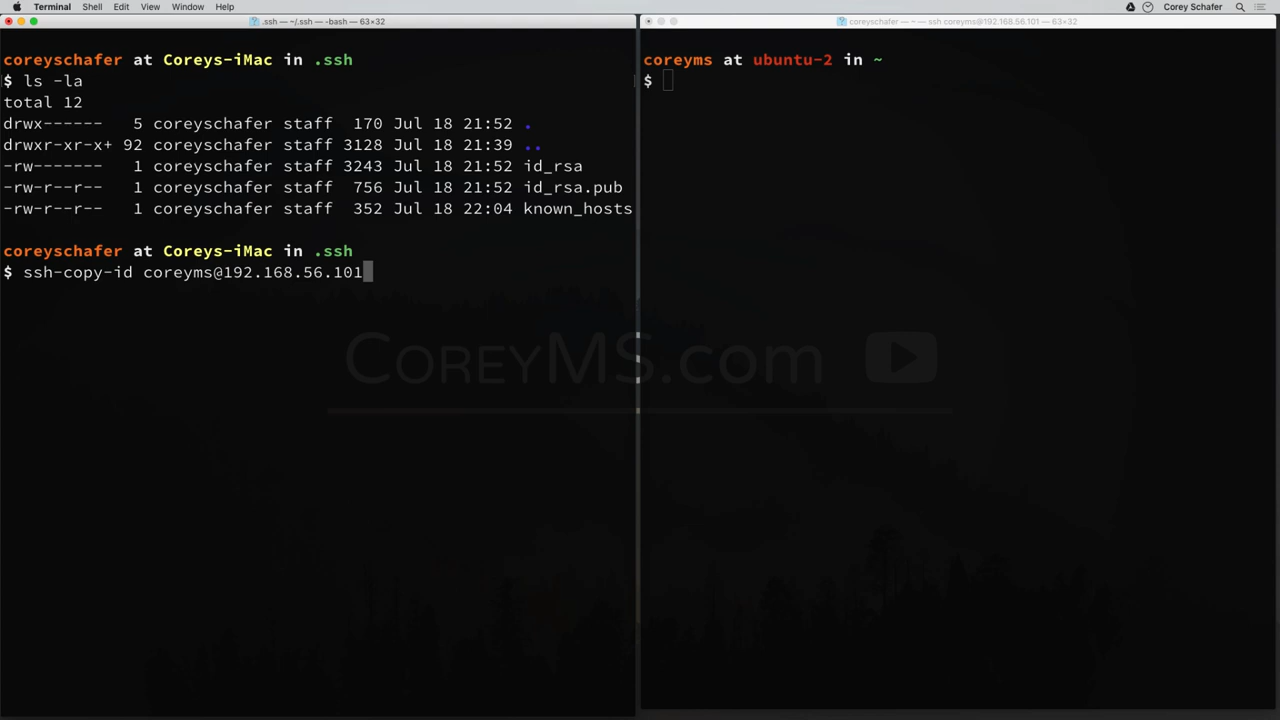 Terminal Shell Edit View Window Help Corey Schafer
.ssh — ~/.ssh — -bash — 63×32
coreyschafer at Coreys-iMac in .ssh
$ ls -la
total 12
drwx------ 5 coreyschafer staff 170 Jul 18 21:52 .
drwxr-xr-x+ 92 coreyschafer staff 3128 Jul 18 21:39 ..
-rw------- 1 coreyschafer staff 3243 Jul 18 21:52 id_rsa
-rw-r--r-- 1 coreyschafer staff 756 Jul 18 21:52 id_rsa.pub
-rw-r--r-- 1 coreyschafer staff 352 Jul 18 22:04 known_hosts
coreyschafer at Coreys-iMac in .ssh
$ ssh-copy-id coreyms@192.168.56.101
coreyschafer — ~ — ssh coreyms@192.168.56.101 — 63×32
coreyms at ubuntu-2 in ~
$
CoreyMS.com